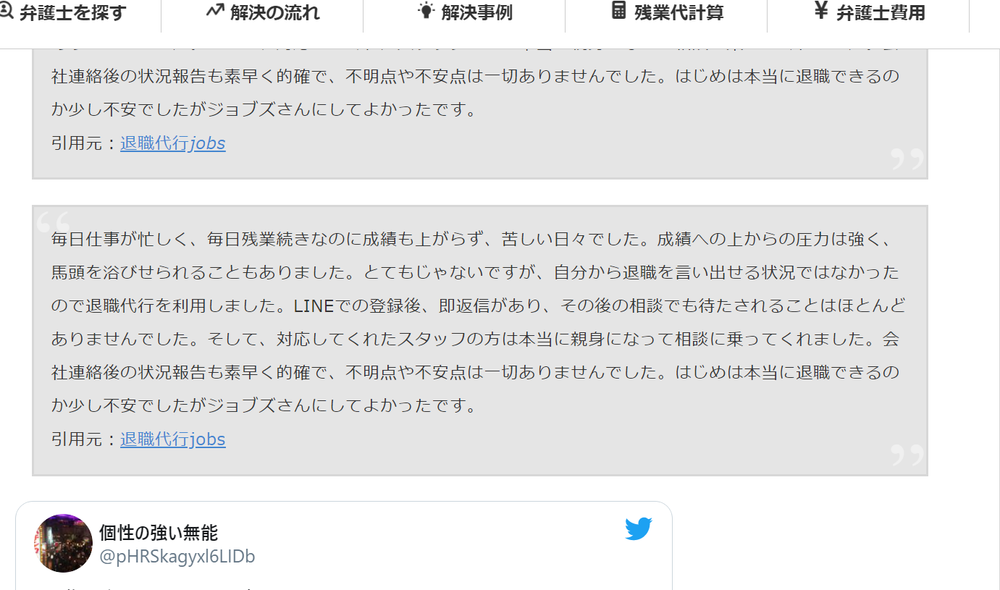 弁護士を探す
解決の流れ
解決事例
残業代計算
弁護士費用
社連絡後の状況報告も素早く的確で、不明点や不安点は一切ありませんでした。はじめは本当に退職できるの
か少し不安でしたがジョブズさんにしてよかったです。
引用元：退職代行jobs
毎日仕事が忙しく、毎日残業続きなのに成績も上がらず、苦しい日々でした。成績への上からの圧力は強く、
馬頭を浴びせられることもありました。とてもじゃないですが、自分から退職を言い出せる状況ではなかった
ので退職代行を利用しました。LINEでの登録後、即返信があり、その後の相談でも待たされることはほとんど
ありませんでした。そして、対応してくれたスタッフの方は本当に親身になって相談に乗ってくれました。会
社連絡後の状況報告も素早く的確で、不明点や不安点は一切ありませんでした。はじめは本当に退職できるの
か少し不安でしたがジョブズさんにしてよかったです。
引用元：退職代行jobs
個性の強い無能
@pHRSkagyxl6LIDb